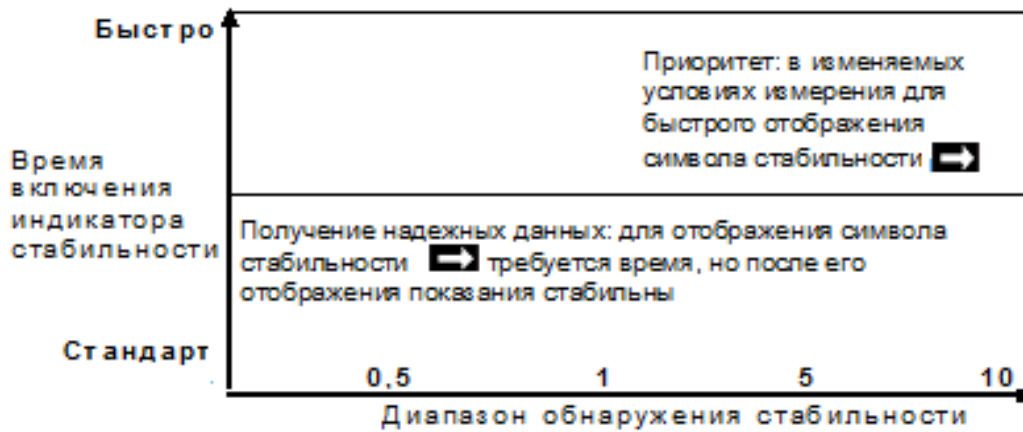 Быстро
Приоритет: в изменяемых
условиях измерения для
быстрого отображения
символа стабильности
Время
включения
индикатора
стабильности
Получение надежных данных: для отображения символа
стабильности требуется время, но после его
отображения показания стабильны
Стандарт
0,5 1 5 10
Диапазон обнаружения стабильности